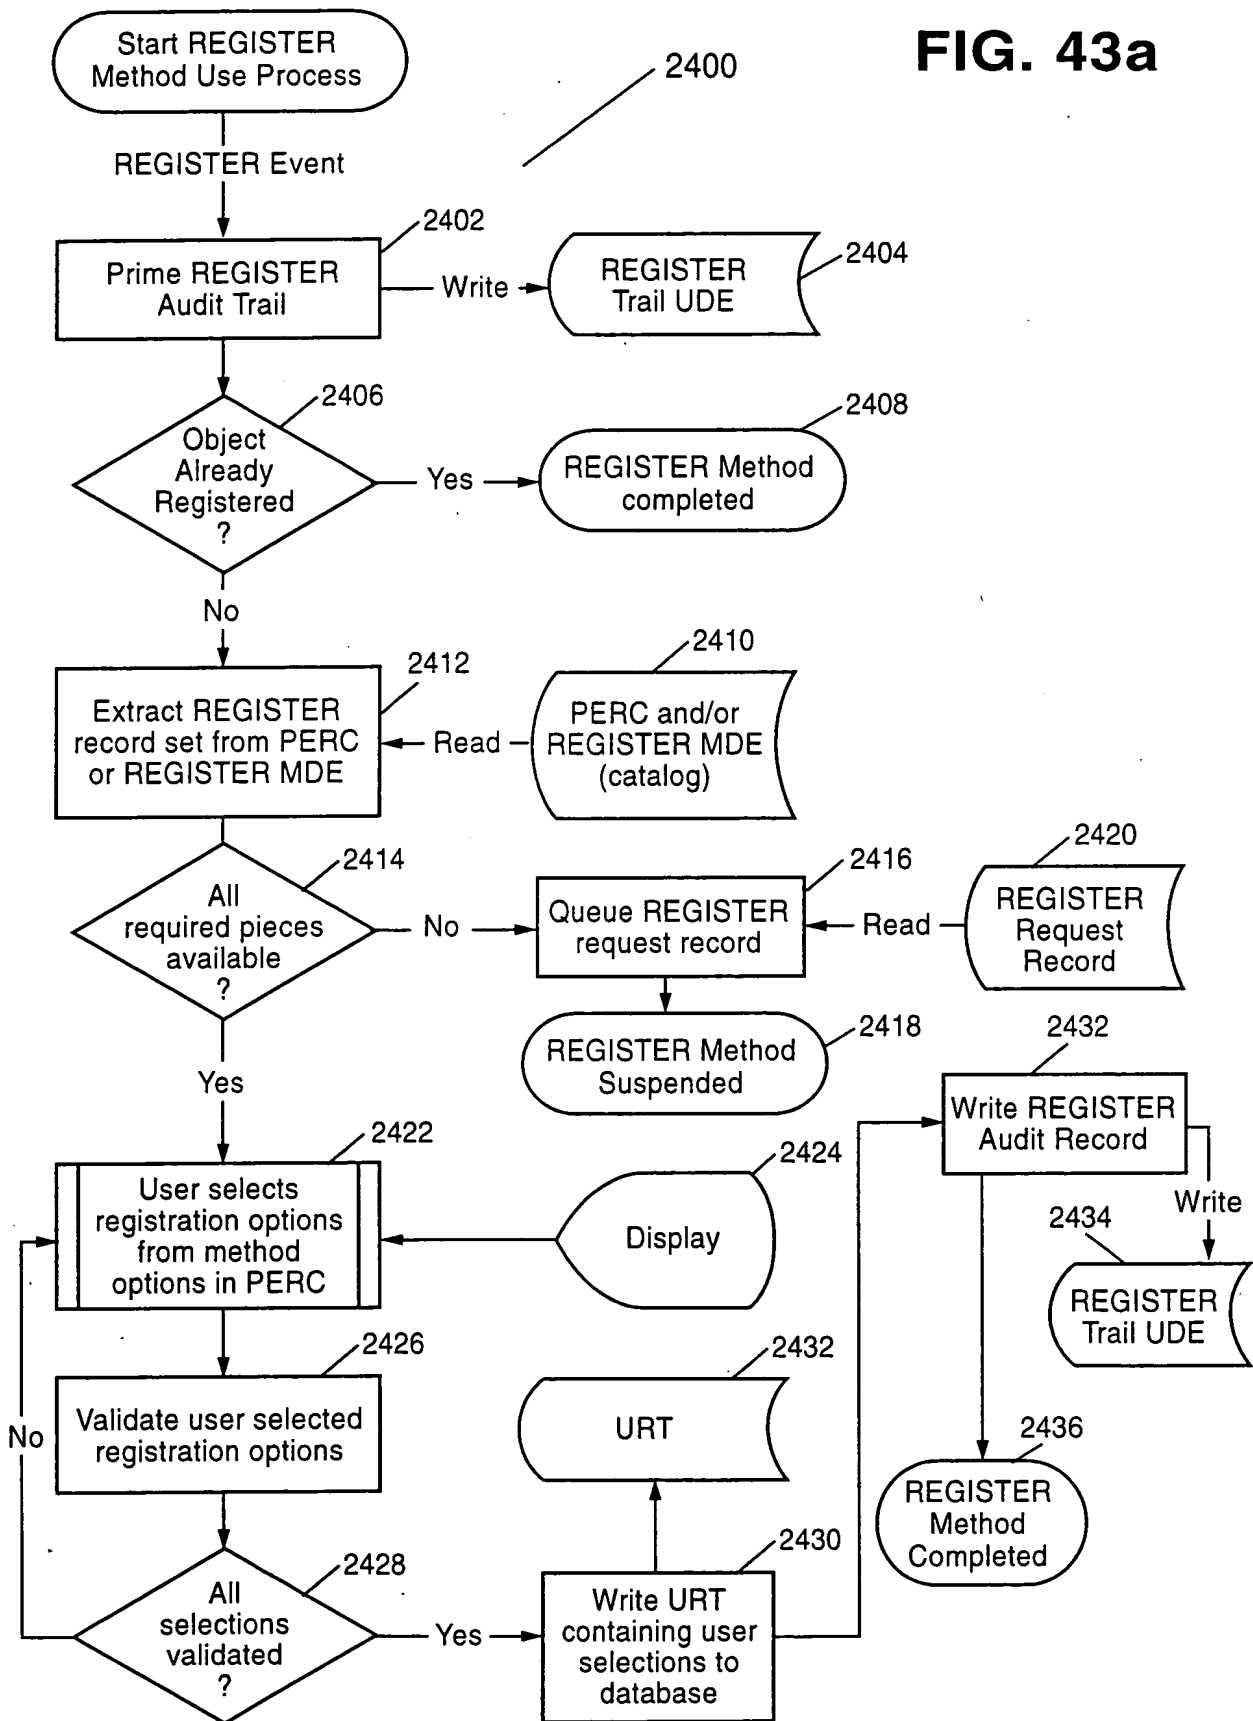 FIG. 43a
Start REGISTER
Method Use Process
2400
REGISTER Event
2402
Prime REGISTER
Audit Trail
Write
REGISTER
Trail UDE
2404
2406
Object
Already
Registered
?
Yes
2408
REGISTER Method
completed
No
2412
Extract REGISTER
record set from PERC
or REGISTER MDE
Read
2410
PERC and/or
REGISTER MDE
(catalog)
2414
All
required pieces
available
?
No
2416
Queue REGISTER
request record
Read
2420
REGISTER
Request
Record
2418
REGISTER Method
Suspended
Yes
2422
User selects
registration options
from method
options in PERC
2424
Display
2426
Validate user selected
registration options
No
2428
All
selections
validated
?
Yes
2430
Write URT
containing user
selections to
database
2432
URT
2432
Write REGISTER
Audit Record
Write
2434
REGISTER
Trail UDE
2436
REGISTER
Method
Completed